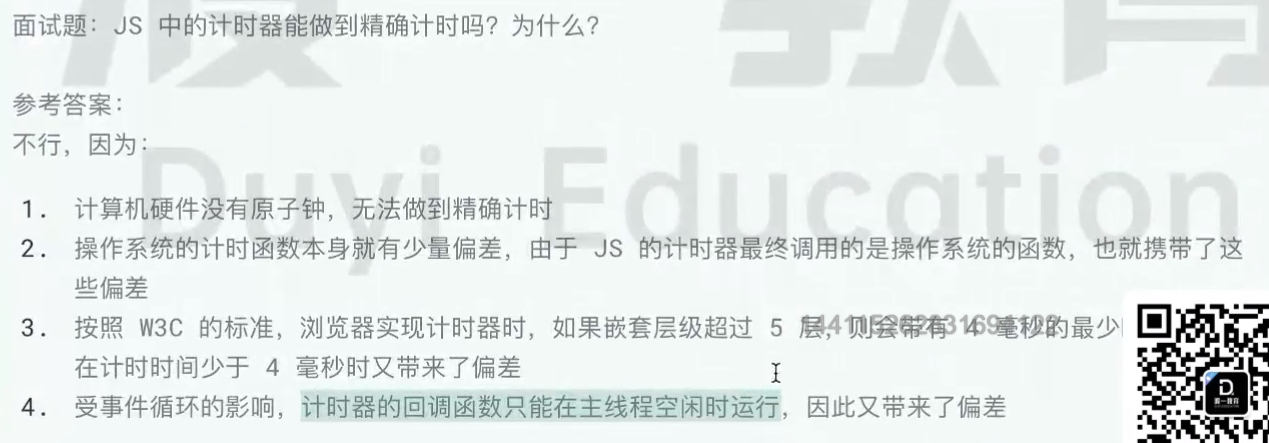 面试题：JS 中的计时器能做到精确计时吗？为什么？
参考答案：
不行，因为：
1. 计算机硬件没有原子钟，无法做到精确计时
2. 操作系统的计时函数本身就有少量偏差，由于 JS 的计时器最终调用的是操作系统的函数，也就携带了这
些偏差
3. 按照 W3C 的标准，浏览器实现计时器时，如果嵌套层级超过 5 层，则会带有 4 毫秒的最少
在计时时间少于 4 毫秒时又带来了偏差
4. 受事件循环的影响，计时器的回调函数只能在主线程空闲时运行，因此又带来了偏差
Duyi Education